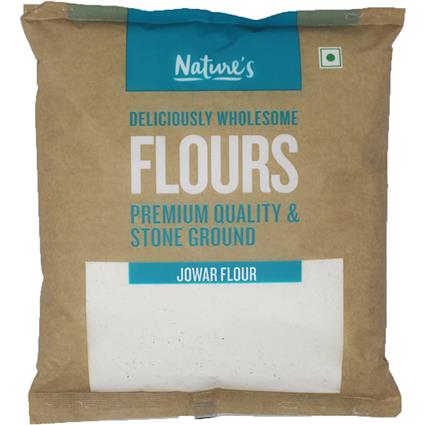 Nature's
DELICIOUSLY WHOLESOME
FLOURS
PREMIUM QUALITY &
STONE GROUND
JOWAR FLOUR